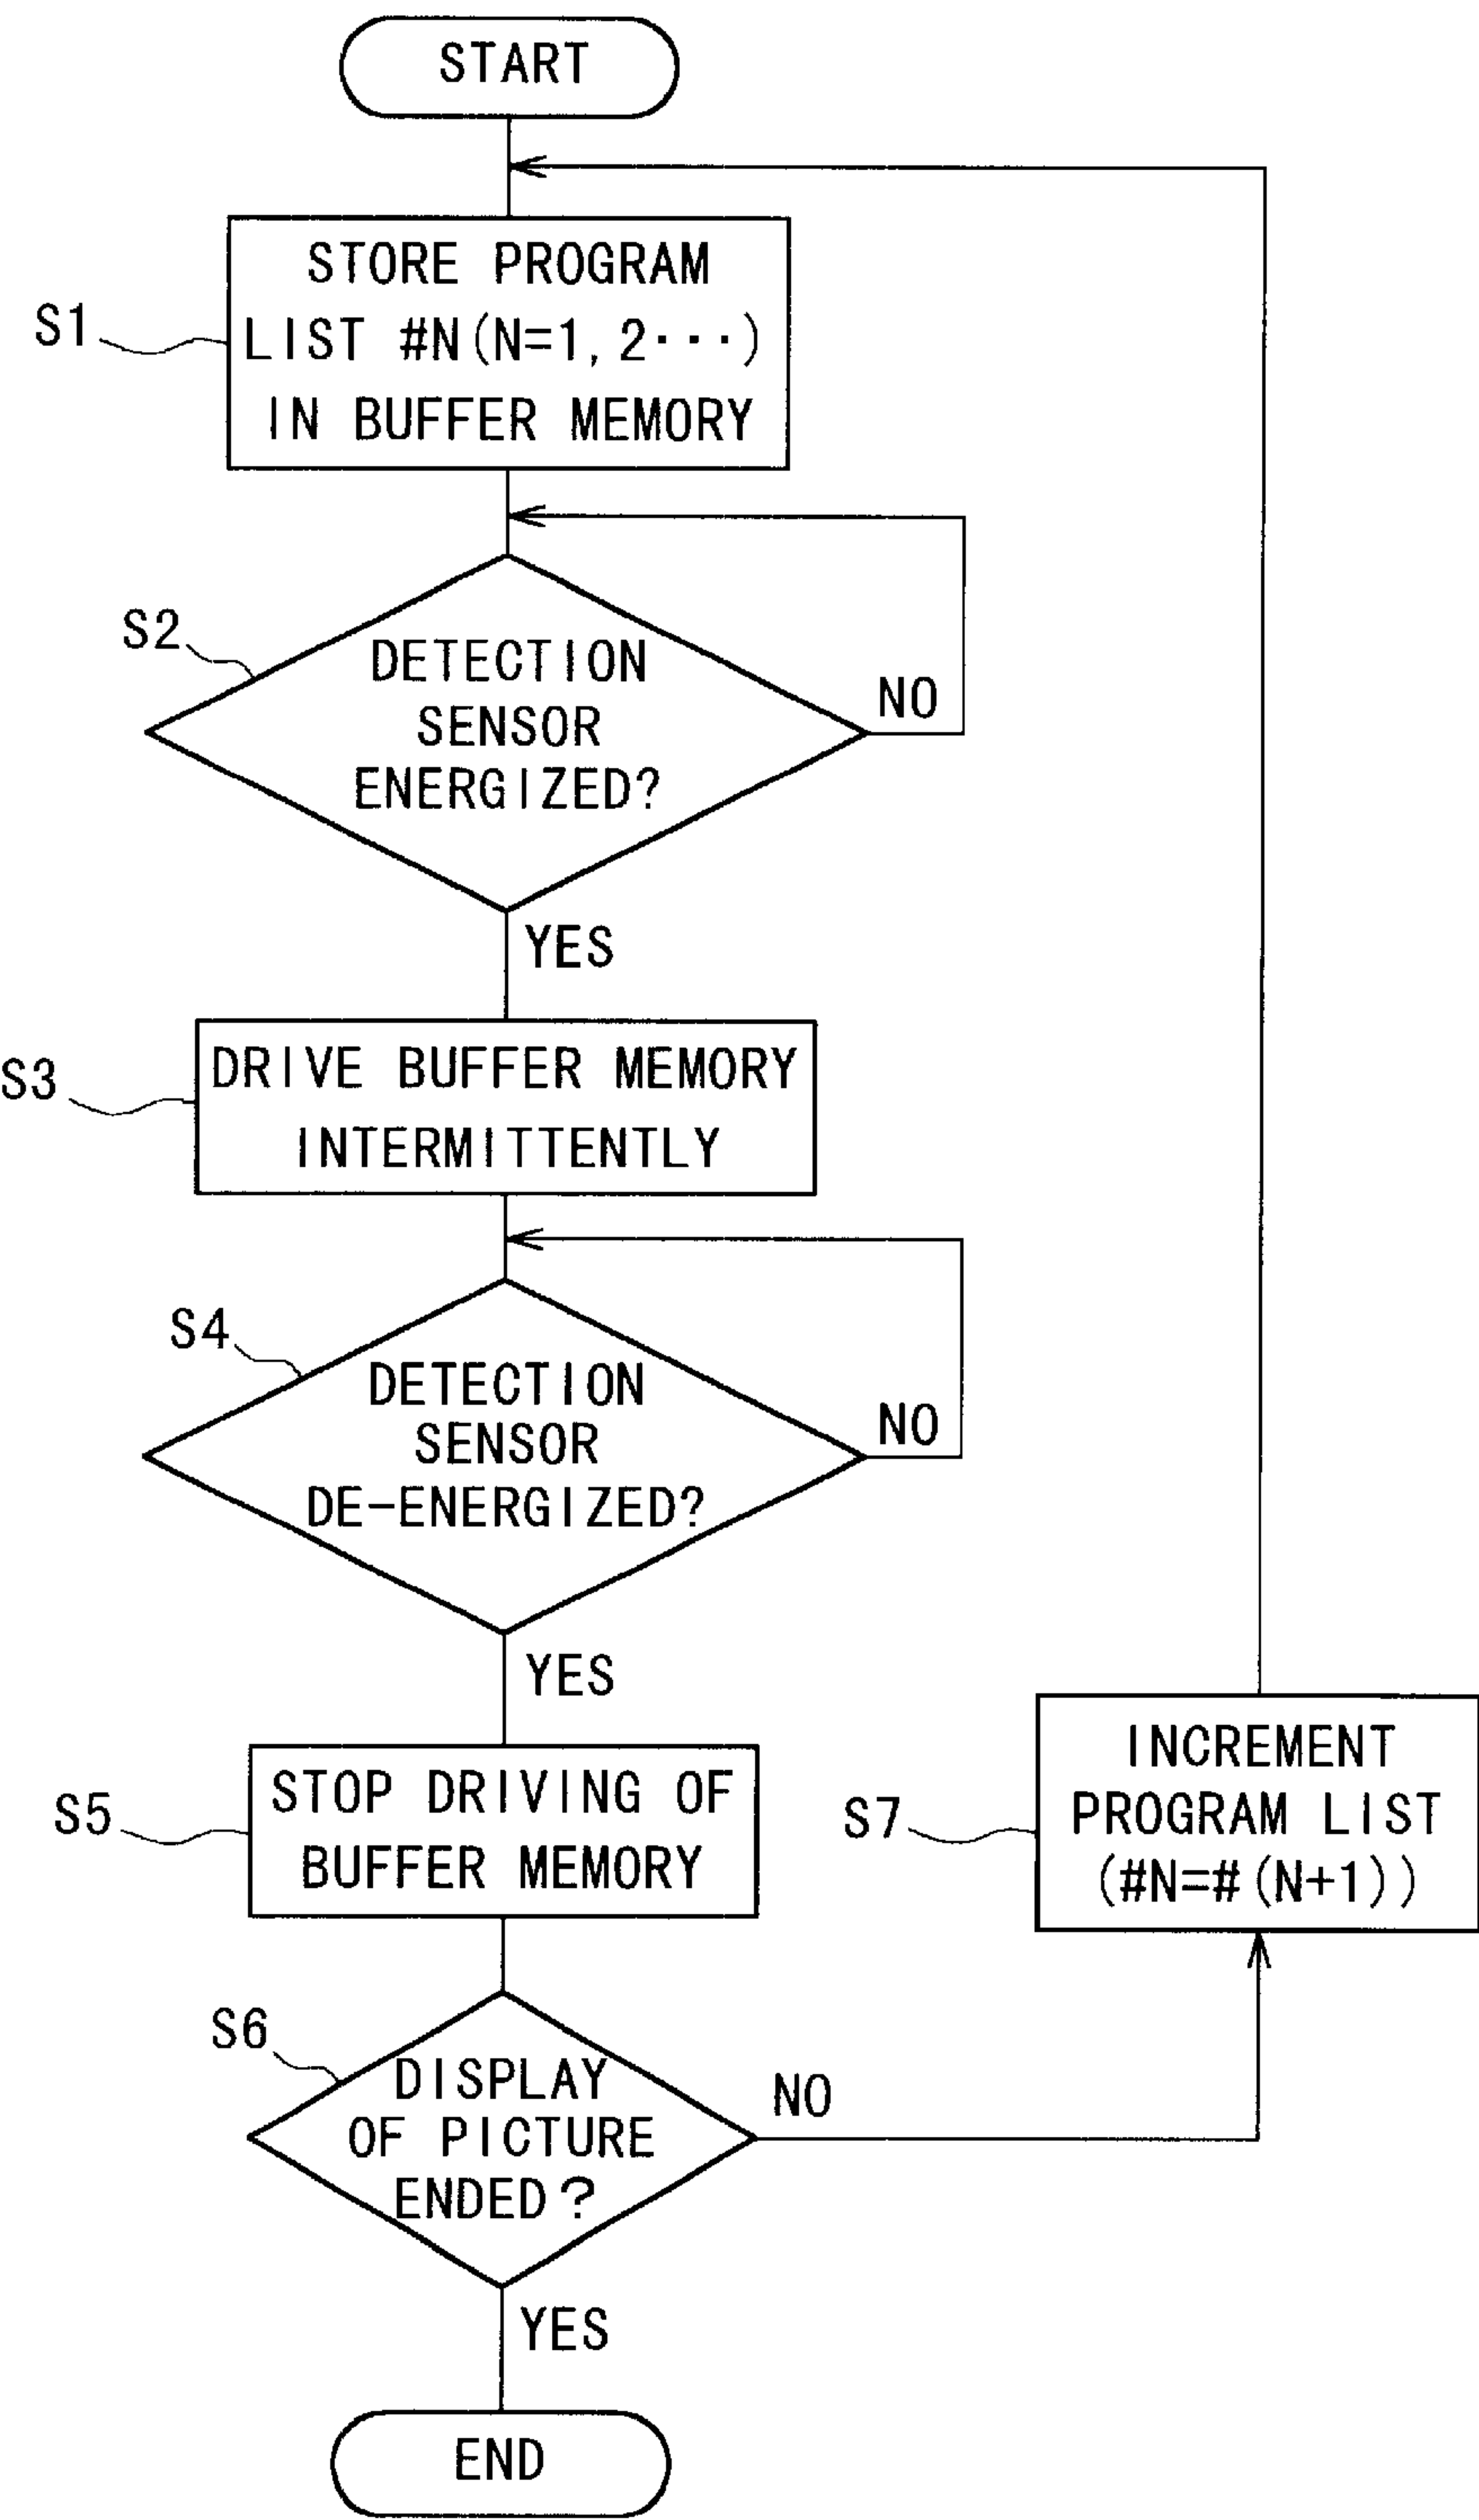 START
STORE PROGRAM
LIST #N(N=1, 2···)
IN BUFFER MEMORY
S1
S2
DETECTION
SENSOR
ENERGIZED?
NO
YES
S3
DRIVE BUFFER MEMORY
INTERMITTENTLY
S4
DETECTION
SENSOR
DE-ENERGIZED?
NO
YES
S5
STOP DRIVING OF
BUFFER MEMORY
S7
INCREMENT
PROGRAM LIST
(#N=#(N+1))
S6
DISPLAY
OF PICTURE
ENDED?
NO
YES
END